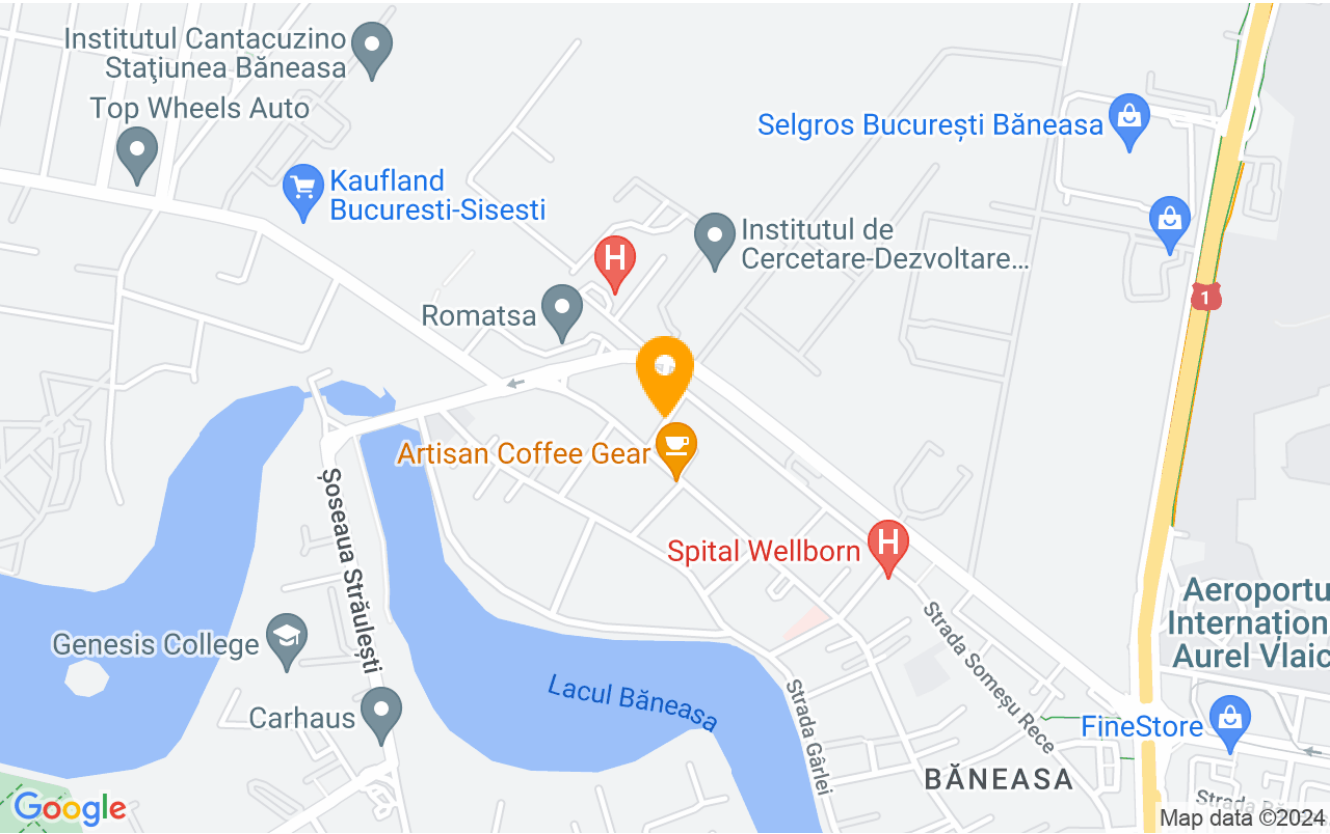 Institutul Cantacuzino
Staţiunea Băneasa
Top Wheels Auto
Selgros București Băneasa
Kaufland
Bucuresti-Sisesti
Institutul de
Cercetare-Dezvoltare...
H
1
Romatsa
Artisan Coffee Gear
Șoseaua Străulești
Spital Wellborn
H
Aeroportu
Internațion
Aurel Vlaic
Strada Someșu Rece
Genesis College
Lacul Băneasa
Strada Gârlei
Carhaus
FineStore
BĂNEASA
Google
Strada
Map data ©2024